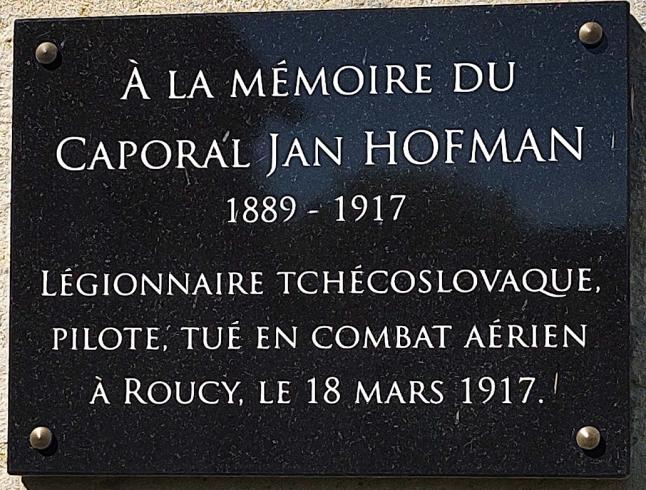 À LA MÉMOIRE DU
CAPORAL JAN HOFMAN
1889 - 1917
LÉGIONNAIRE TCHÉCOSLOVAQUE,
PILOTE, TUÉ EN COMBAT AÉRIEN
À ROUCY, LE 18 MARS 1917.